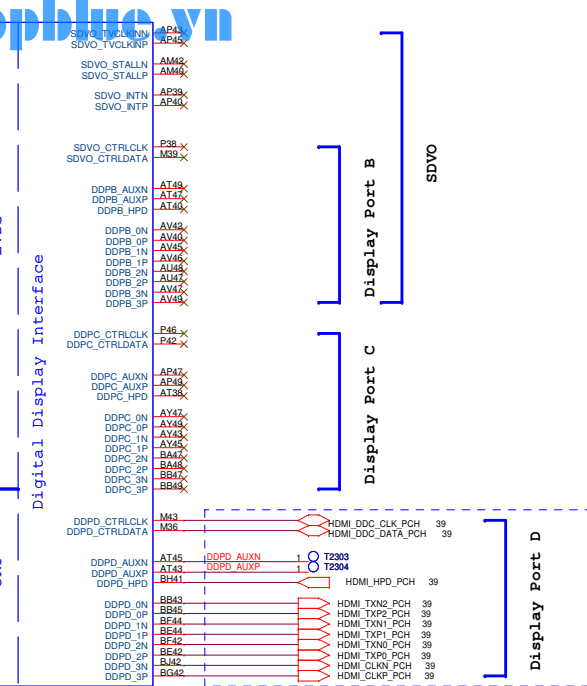 opblue.vn
SDVO_TVCLKINN AP43
SDVO_TVCLKINP AP45
SDVO_STALLN AM42
SDVO_STALLP AM40
SDVO_INTN AP39
SDVO_INTP AP40
SDVO_CTRLCLK P38
SDVO_CTRLDATA M39
DDPB_AUXN AT49
DDPB_AUXP AT47
DDPB_HPD AT40
DDPB_0N AV42
DDPB_0P AV40
DDPB_1N AV45
DDPB_1P AV46
DDPB_2N AU48
DDPB_2P AU47
DDPB_3N AV47
DDPB_3P AV49
Display Port B
SDVO
Digital Display Interface
DDPC_CTRLCLK P46
DDPC_CTRLDATA P42
DDPC_AUXN AP47
DDPC_AUXP AP49
DDPC_HPD AT38
DDPC_0N AY47
DDPC_0P AY49
DDPC_1N AY43
DDPC_1P AY45
DDPC_2N BA47
DDPC_2P BA48
DDPC_3N BB47
DDPC_3P BB49
Display Port C
DDPD_CTRLCLK M43 HDMI_DDC_CLK_PCH 39
DDPD_CTRLDATA M36 HDMI_DDC_DATA_PCH 39
DDPD_AUXN AT45 DDPD_AUXN 1 T2303
DDPD_AUXP AT43 DDPD_AUXP 1 T2304
DDPD_HPD BH41 HDMI_HPD_PCH 39
DDPD_0N BB43 HDMI_TXN2_PCH 39
DDPD_0P BB45 HDMI_TXP2_PCH 39
DDPD_1N BF44 HDMI_TXN1_PCH 39
DDPD_1P BE44 HDMI_TXP1_PCH 39
DDPD_2N BF42 HDMI_TXN0_PCH 39
DDPD_2P BE42 HDMI_TXP0_PCH 39
DDPD_3N BJ42 HDMI_CLKN_PCH 39
DDPD_3P BG42 HDMI_CLKP_PCH 39
Display Port D